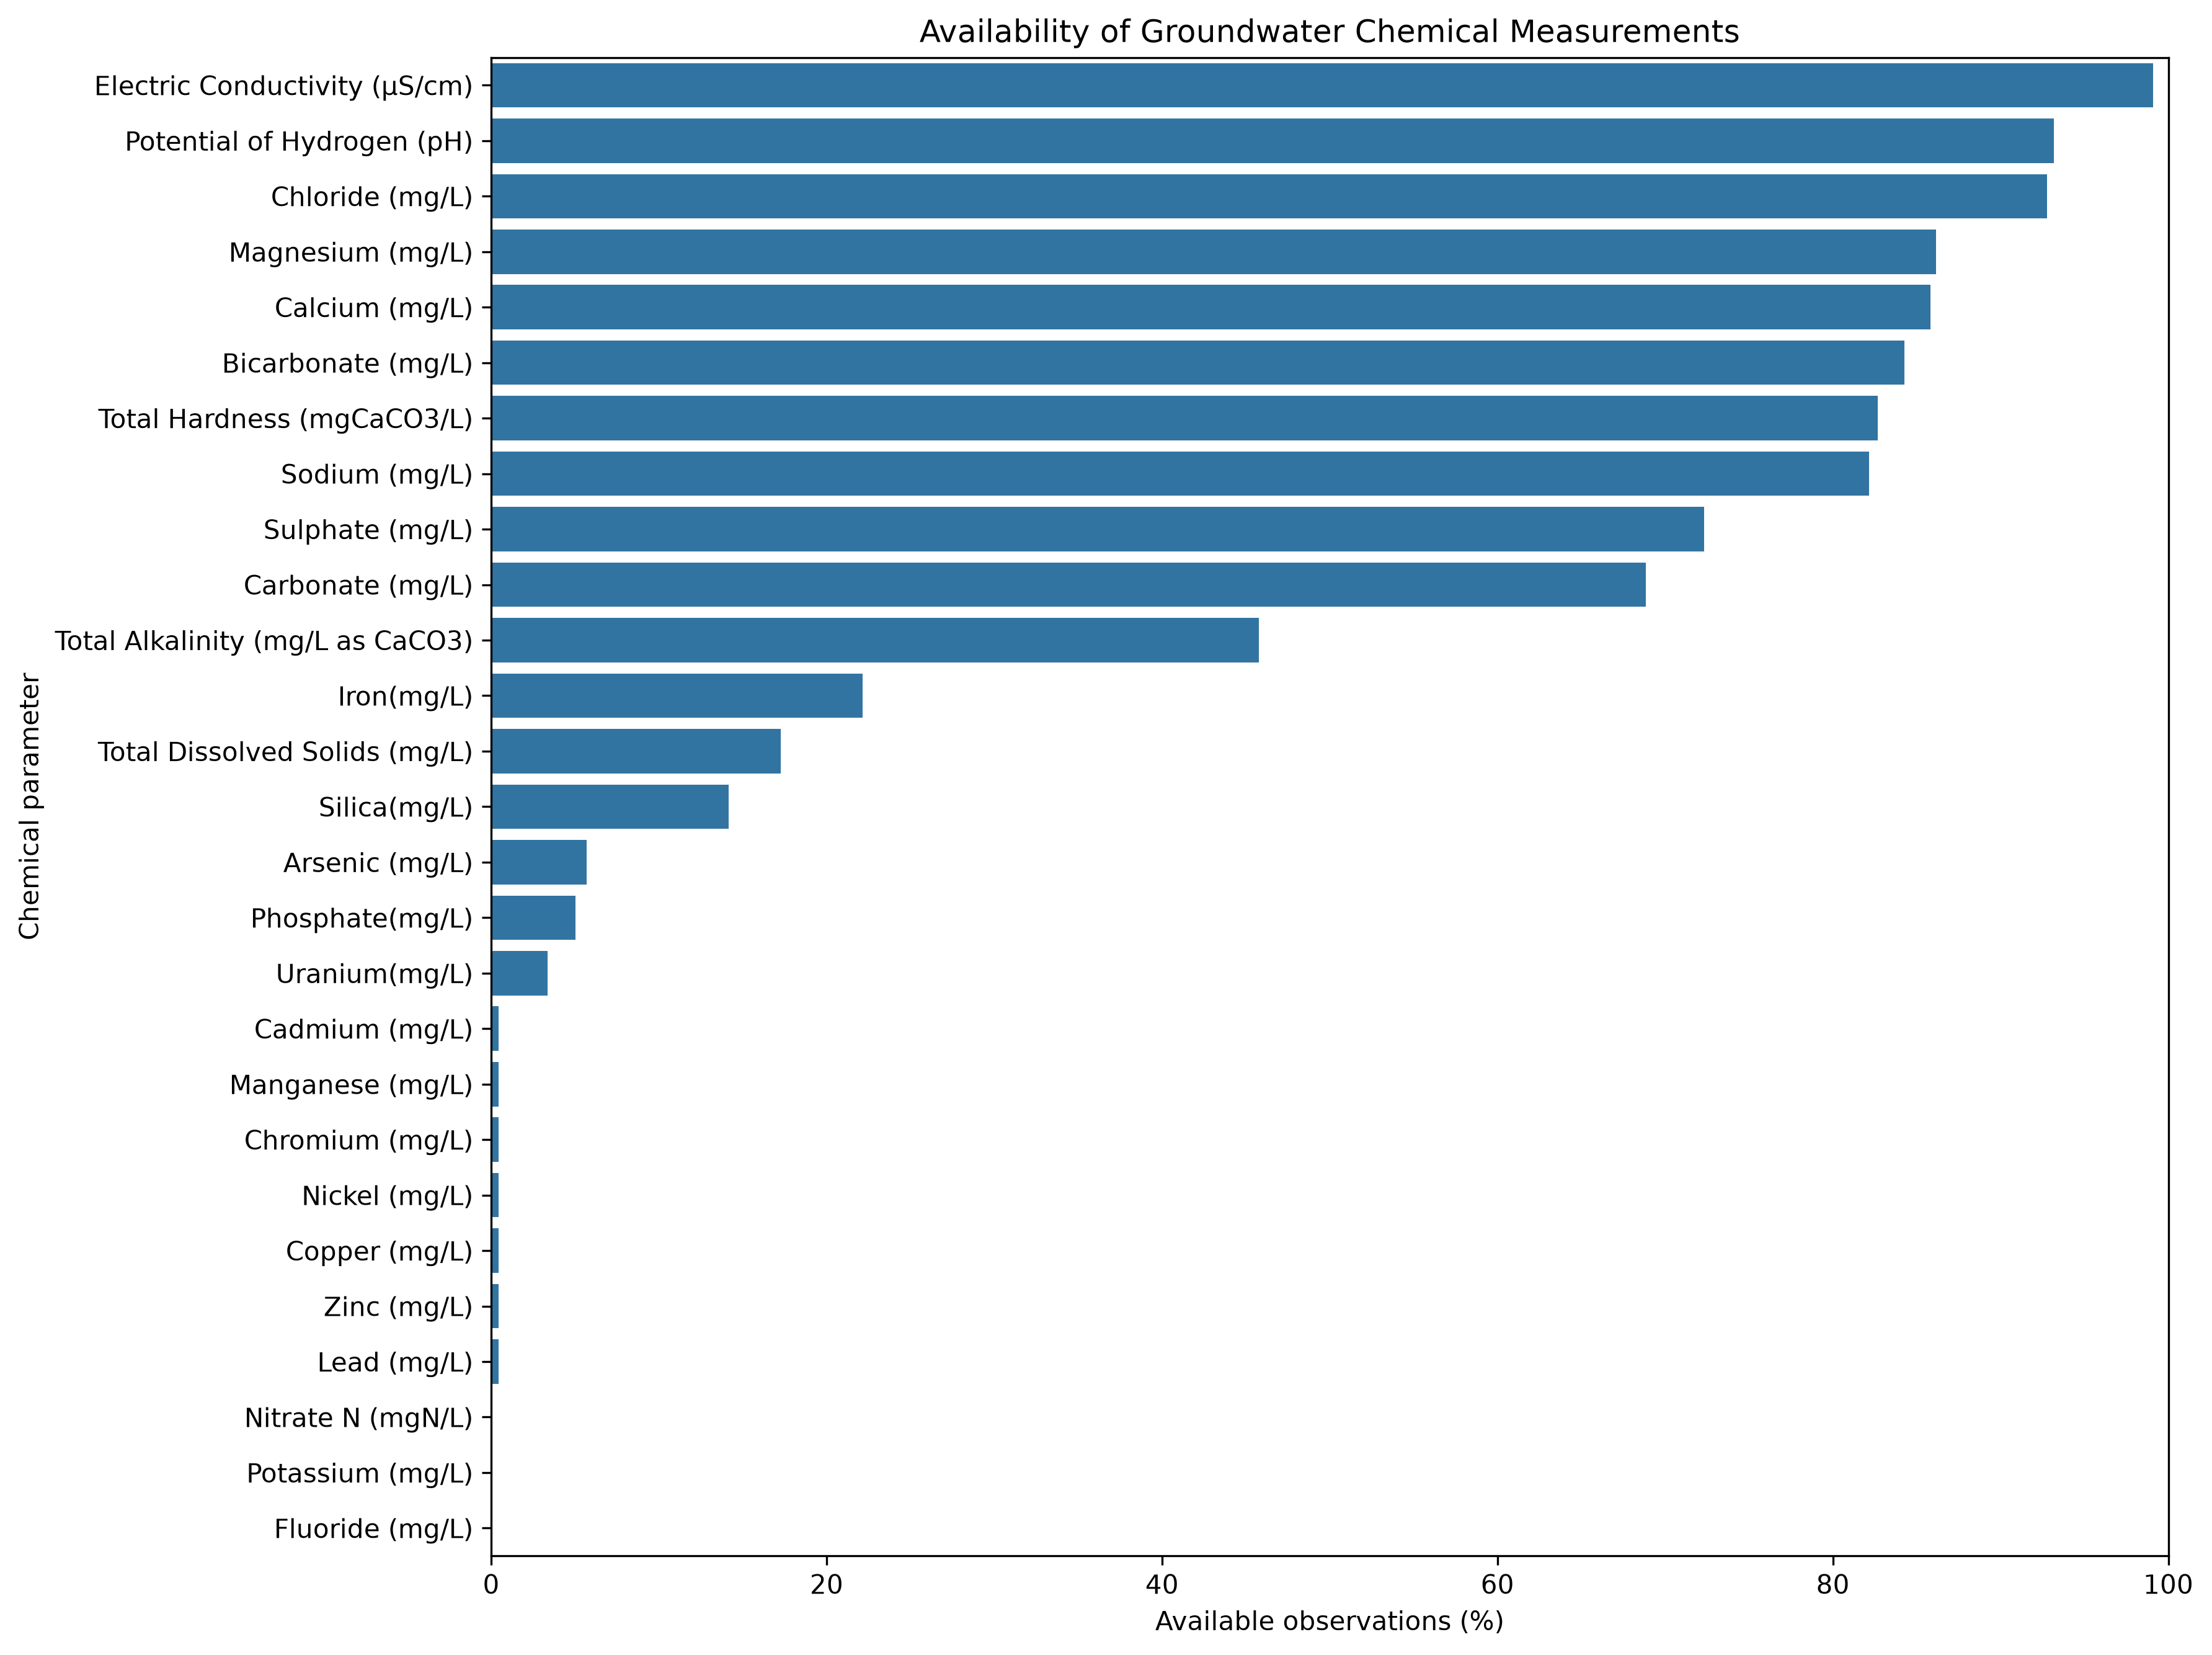 Availability of Groundwater Chemical Measurements
Electric Conductivity (µS/cm)
Potential of Hydrogen (pH)
Chloride (mg/L)
Magnesium (mg/L)
Calcium (mg/L)
Bicarbonate (mg/L)
Total Hardness (mgCaCO3/L)
Sodium (mg/L)
Sulphate (mg/L)
Carbonate (mg/L)
Total Alkalinity (mg/L as CaCO3)
Iron(mg/L)
Total Dissolved Solids (mg/L)
Silica(mg/L)
Arsenic (mg/L)
Phosphate(mg/L)
Uranium(mg/L)
Cadmium (mg/L)
Manganese (mg/L)
Chromium (mg/L)
Nickel (mg/L)
Copper (mg/L)
Zinc (mg/L)
Lead (mg/L)
Nitrate N (mgN/L)
Potassium (mg/L)
Fluoride (mg/L)
Chemical parameter
0 20 40 60 80 100
Available observations (%)